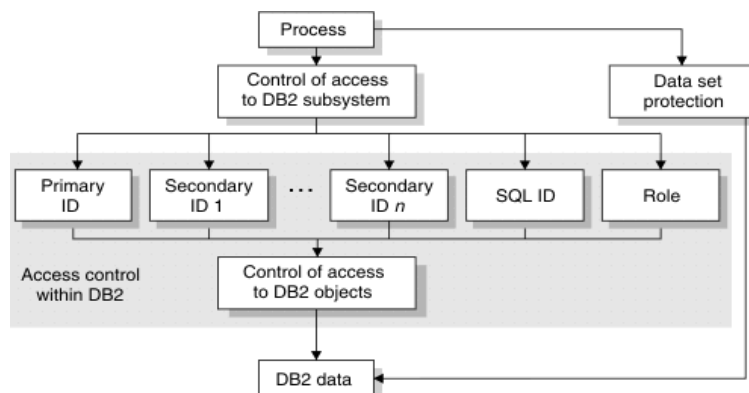 Process
Control of access
to DB2 subsystem
Data set
protection
Primary
ID
Secondary
ID 1
...
Secondary
ID n
SQL ID
Role
Access control
within DB2
Control of access
to DB2 objects
DB2 data